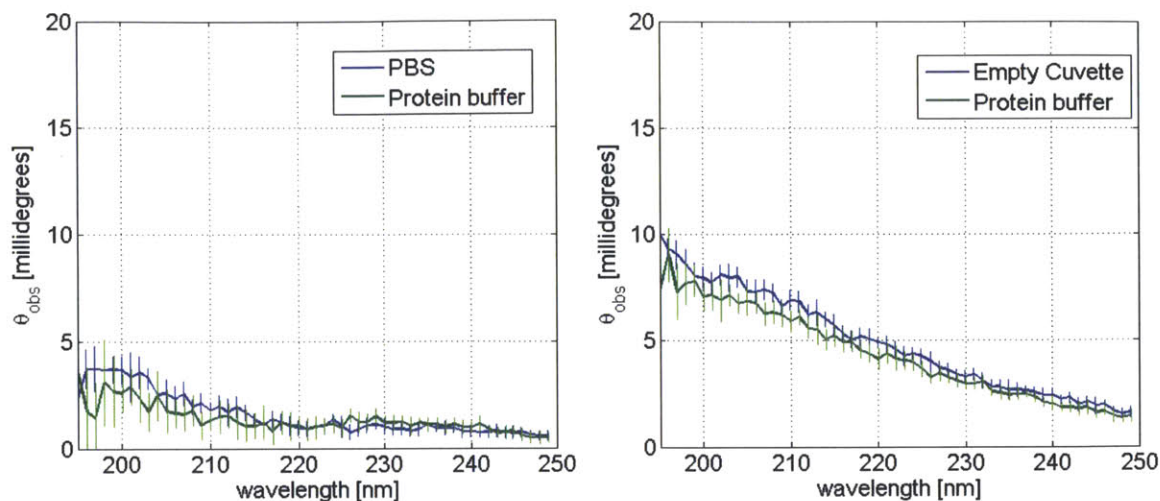 20
15
10
5
0
θobs [millidegrees]
PBS
Protein buffer
200 210 220 230 240 250
wavelength [nm]
20
15
10
5
0
θobs [millidegrees]
Empty Cuvette
Protein buffer
200 210 220 230 240 250
wavelength [nm]